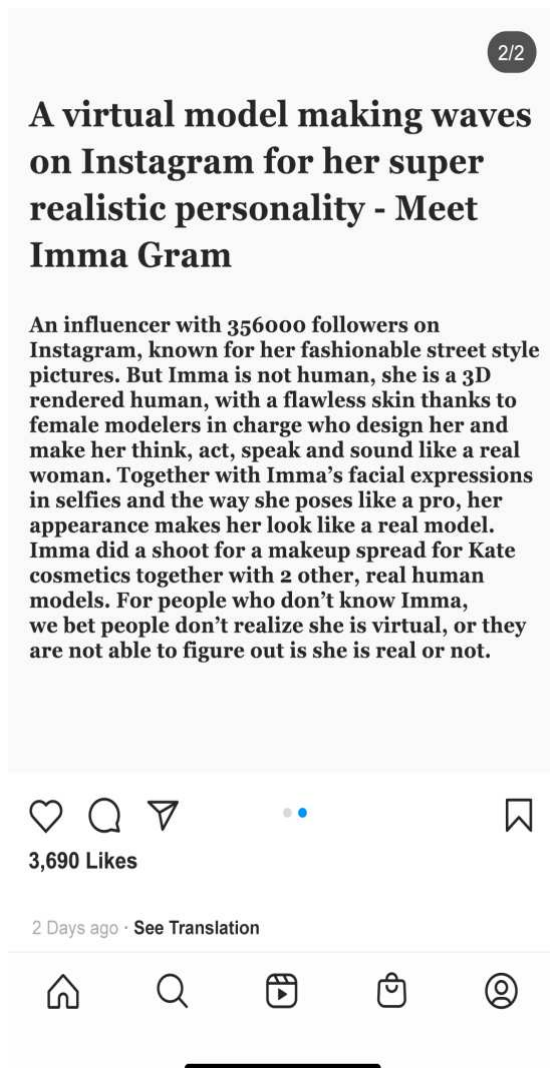 2/2
A virtual model making waves
on Instagram for her super
realistic personality - Meet
Imma Gram
An influencer with 356000 followers on
Instagram, known for her fashionable street style
pictures. But Imma is not human, she is a 3D
rendered human, with a flawless skin thanks to
female modelers in charge who design her and
make her think, act, speak and sound like a real
woman. Together with Imma’s facial expressions
in selfies and the way she poses like a pro, her
appearance makes her look like a real model.
Imma did a shoot for a makeup spread for Kate
cosmetics together with 2 other, real human
models. For people who don’t know Imma,
we bet people don’t realize she is virtual, or they
are not able to figure out is she is real or not.
3,690 Likes
2 Days ago · See Translation